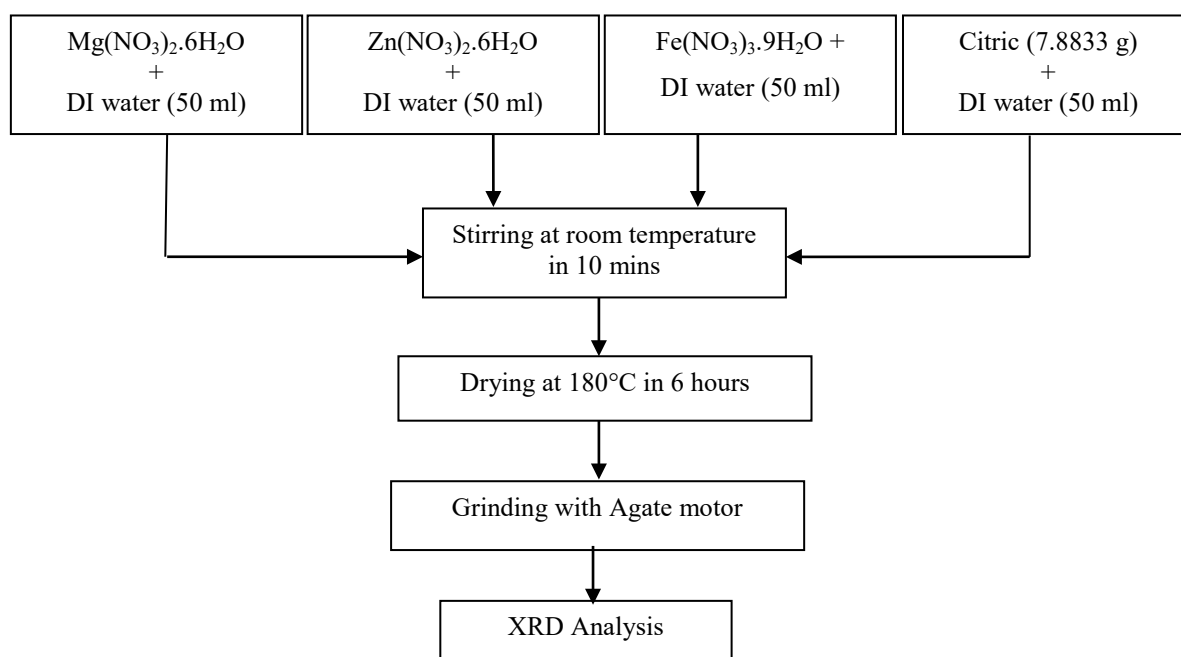 Mg(NO₃)₂.6H₂O
+
DI water (50 ml)
Zn(NO₃)₂.6H₂O
+
DI water (50 ml)
Fe(NO₃)₃.9H₂O +
DI water (50 ml)
Citric (7.8833 g)
+
DI water (50 ml)
Stirring at room temperature
in 10 mins
Drying at 180°C in 6 hours
Grinding with Agate motor
XRD Analysis